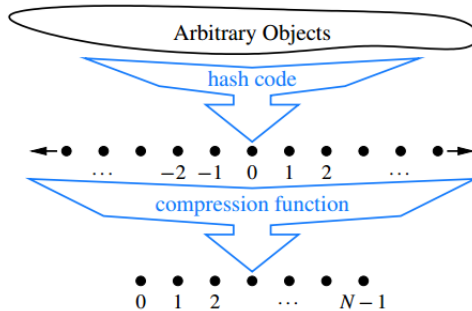 Arbitrary Objects
hash code
⋯ −2 −1 0 1 2 ⋯
compression function
0 1 2 ⋯ N − 1